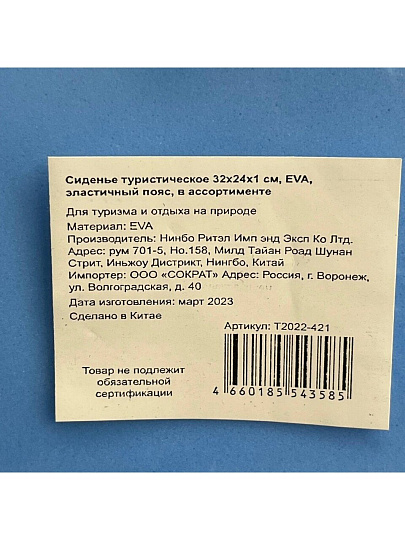 Сиденье туристическое 32х24х1 см, EVA,
эластичный пояс, в ассортименте
Для туризма и отдыха на природе
Материал: EVA
Производитель: Нинбо Ритэл Имп энд Эксп Ко Лтд.
Адрес: рум 701-5, Но.158, Милд Тайан Роад Шунан
Стрит, Иньжоу Дистрикт, Нингбо, Китай
Импортер: ООО «СОКРАТ» Адрес: Россия, г. Воронеж,
ул. Волгоградская, д. 40
Дата изготовления: март 2023
Сделано в Китае
Артикул: Т2022-421
Товар не подлежит
обязательной
сертификации
4 660185 543585